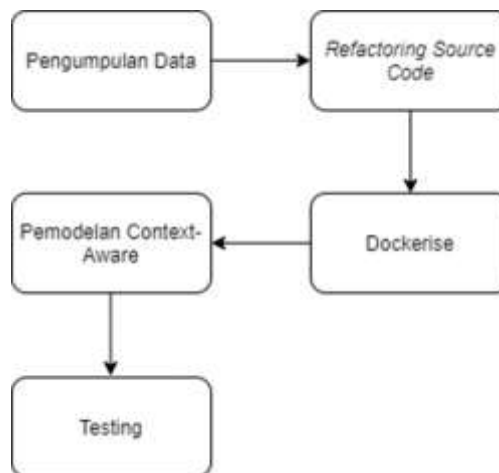 Pengumpulan Data
Refactoring Source
Code
Dockerise
Pemodelan Context-
Aware
Testing